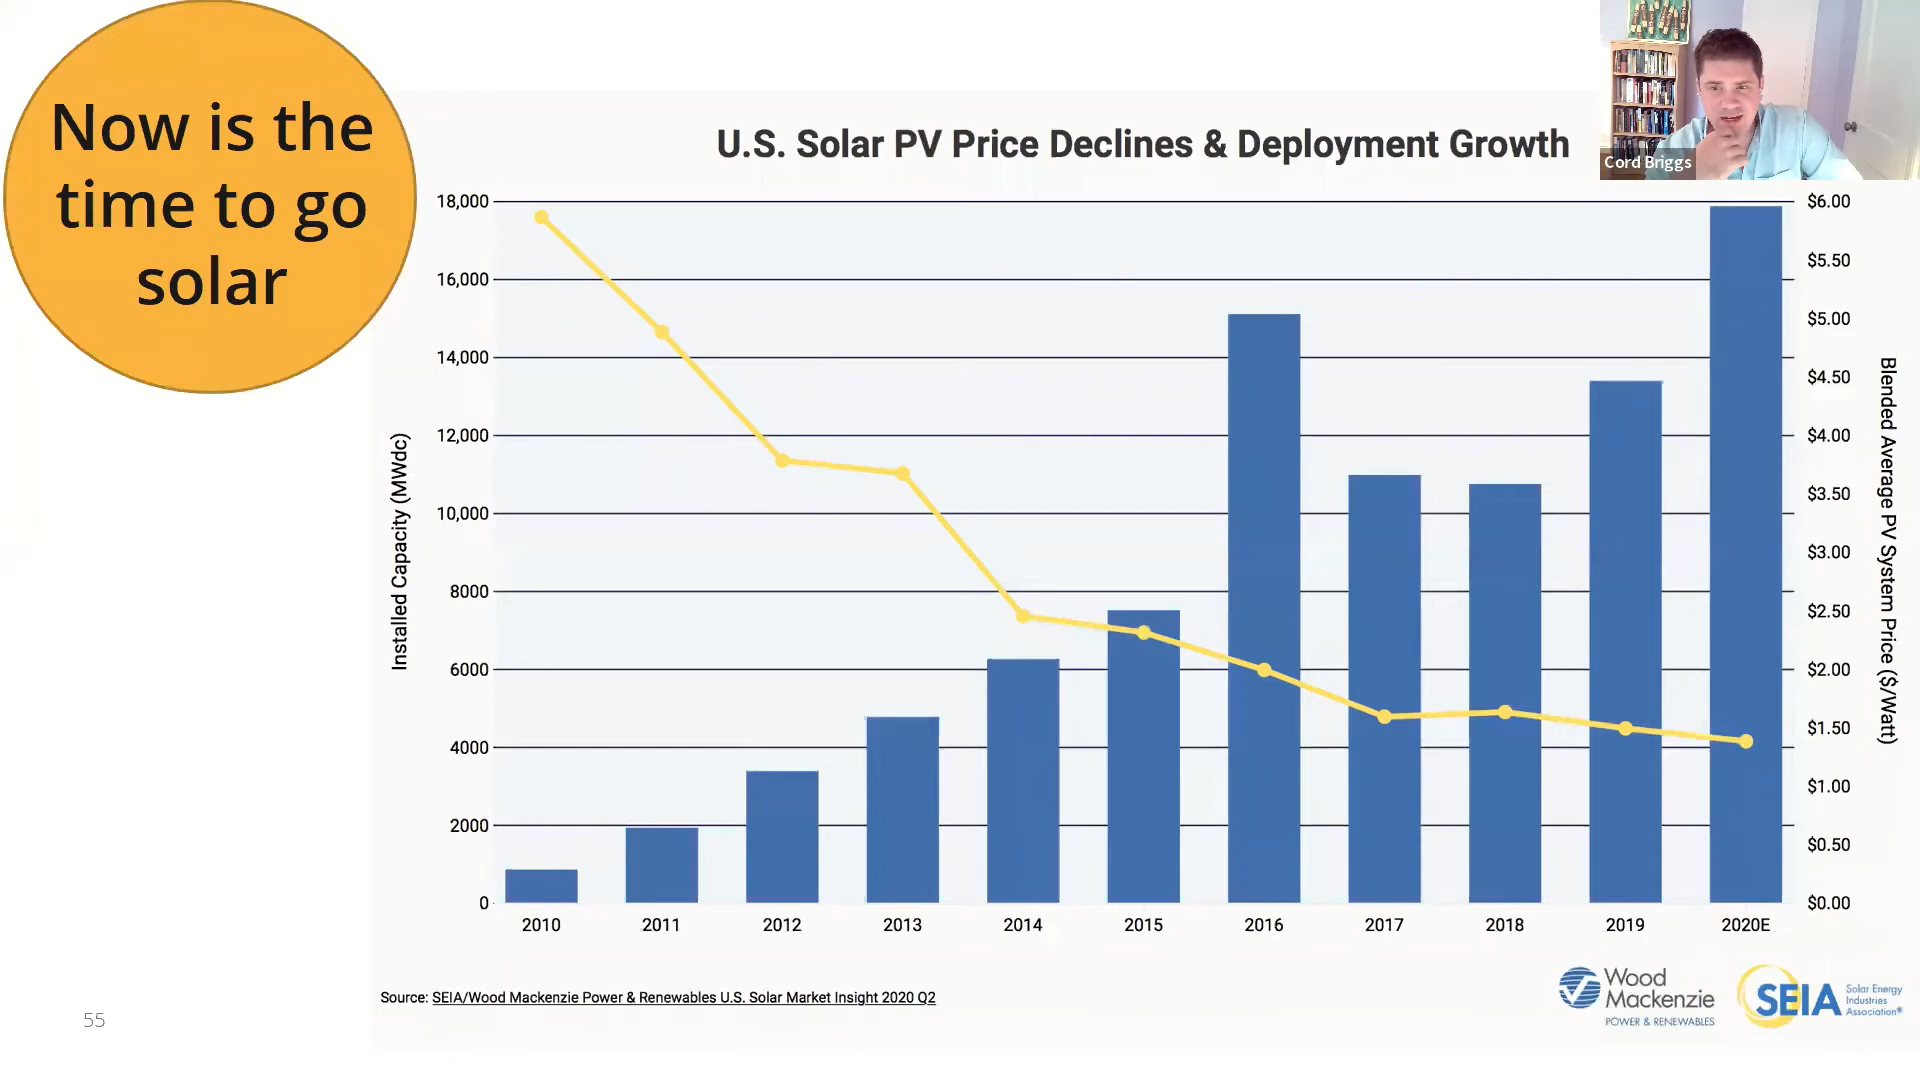 Now is the
time to go
solar
Cord Briggs
U.S. Solar PV Price Declines & Deployment Growth
Installed Capacity (MWdc)
18,000
16,000
14,000
12,000
10,000
8000
6000
4000
2000
0
$6.00
$5.50
$5.00
$4.50
$4.00
$3.50
$3.00
$2.50
$2.00
$1.50
$1.00
$0.50
$0.00
Blended Average PV System Price ($/Watt)
2010 2011 2012 2013 2014 2015 2016 2017 2018 2019 2020E
Source: SEIA/Wood Mackenzie Power & Renewables U.S. Solar Market Insight 2020 Q2
Wood
Mackenzie
POWER & RENEWABLES
SEIA
Solar Energy
Industries
Association®
55